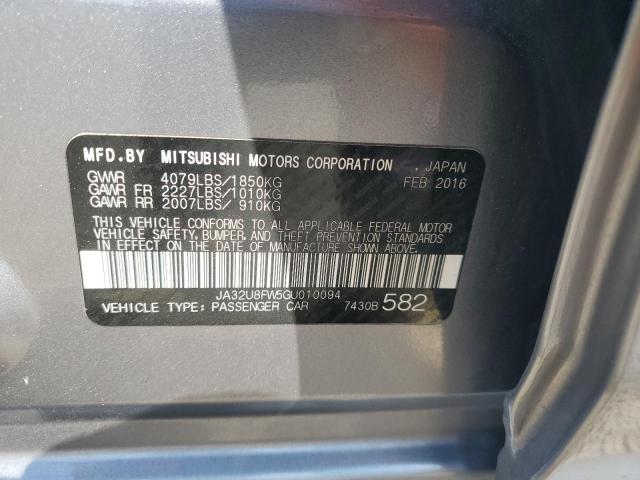 MFD.BY MITSUBISHI MOTORS CORPORATION , JAPAN
GVWR 4079LBS/1850KG FEB 2016
GAWR FR 2227LBS/1010KG
GAWR RR 2007LBS/ 910KG
THIS VEHICLE CONFORMS TO ALL APPLICABLE FEDERAL MOTOR
VEHICLE SAFETY, BUMPER, AND THEFT PREVENTION STANDARDS
IN EFFECT ON THE DATE OF MANUFACTURE SHOWN ABOVE.
JA32U8FW5GU010094
VEHICLE TYPE: PASSENGER CAR 7430B 582